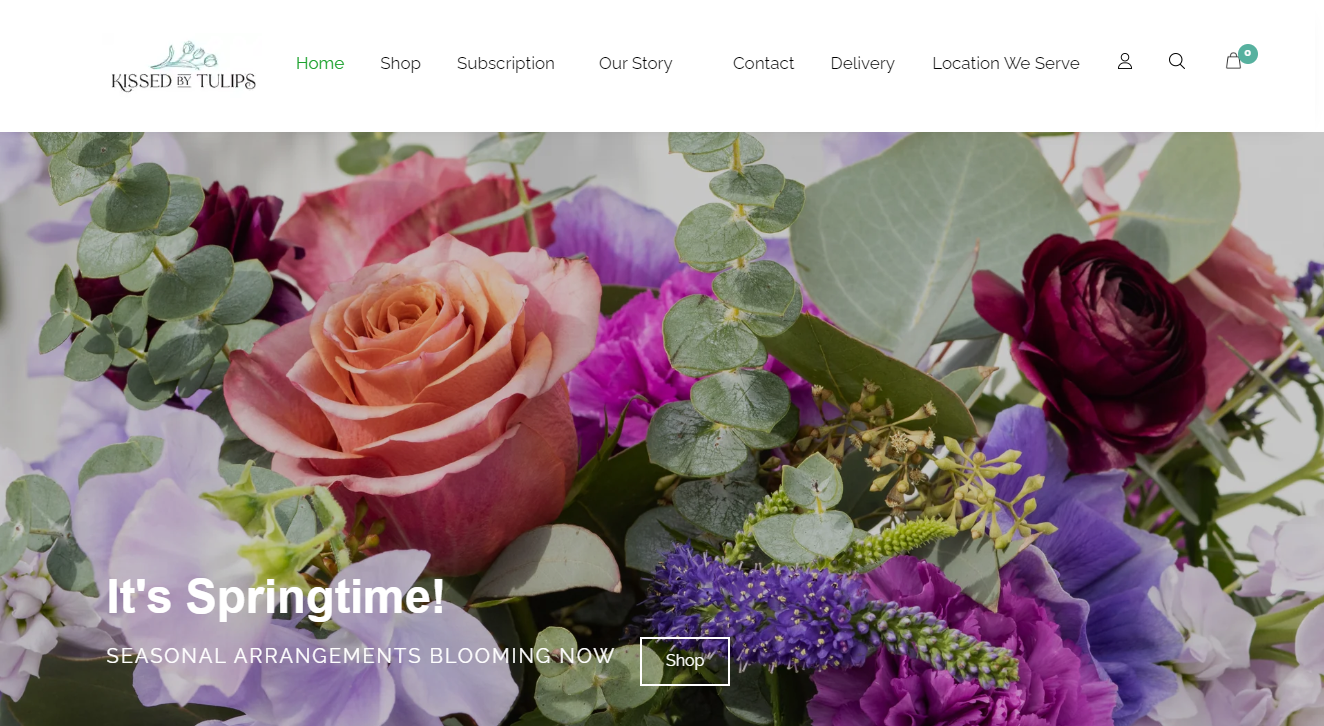 KISSED BY TULIPS
Home Shop Subscription Our Story Contact Delivery Location We Serve 0
It's Springtime!
SEASONAL ARRANGEMENTS BLOOMING NOW
Shop